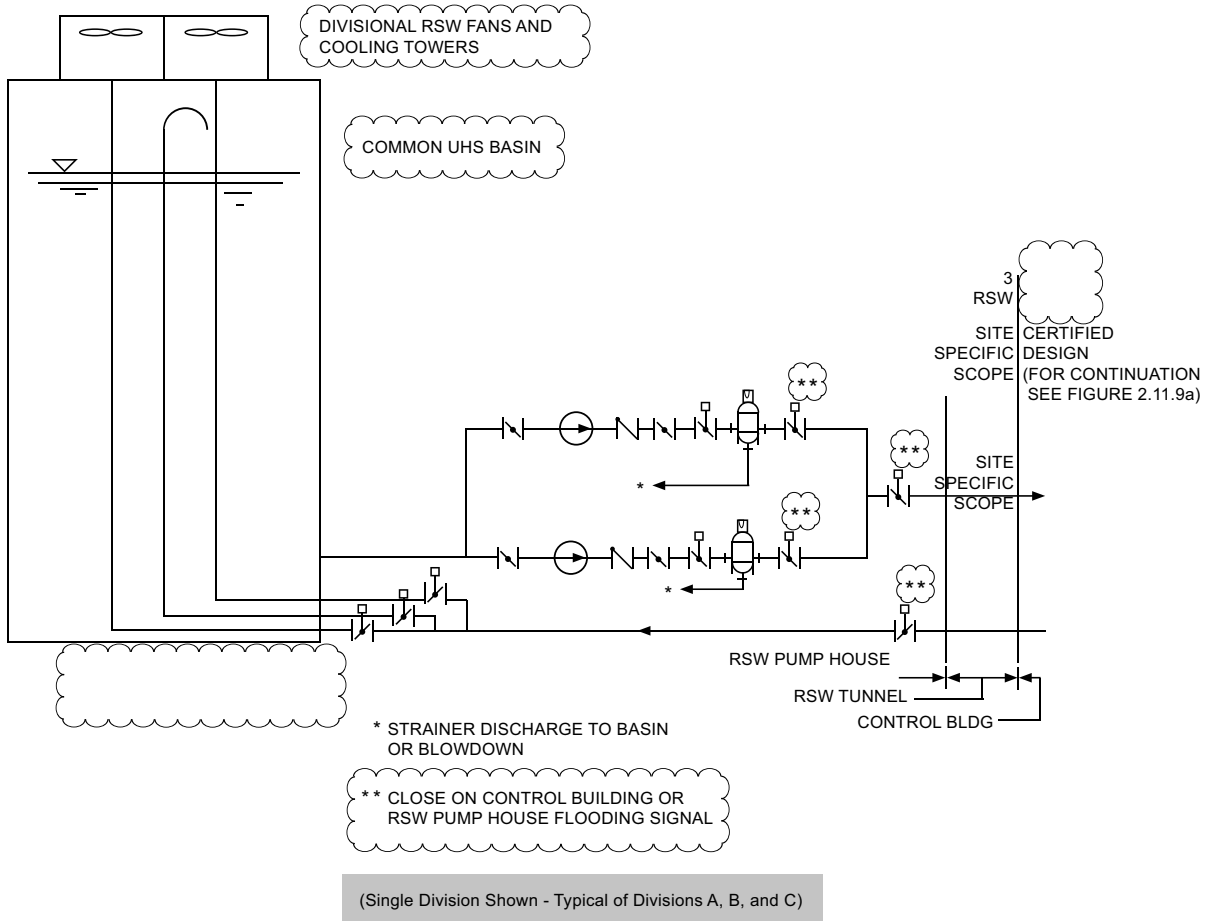 DIVISIONAL RSW FANS AND
COOLING TOWERS
COMMON UHS BASIN
3
RSW
SITE
SPECIFIC
SCOPE
CERTIFIED
DESIGN
(FOR CONTINUATION
SEE FIGURE 2.11.9a)
**
**
SITE
SPECIFIC
SCOPE
*
**
*
**
RSW PUMP HOUSE
RSW TUNNEL
CONTROL BLDG
* STRAINER DISCHARGE TO BASIN
OR BLOWDOWN
** CLOSE ON CONTROL BUILDING OR
RSW PUMP HOUSE FLOODING SIGNAL
(Single Division Shown - Typical of Divisions A, B, and C)